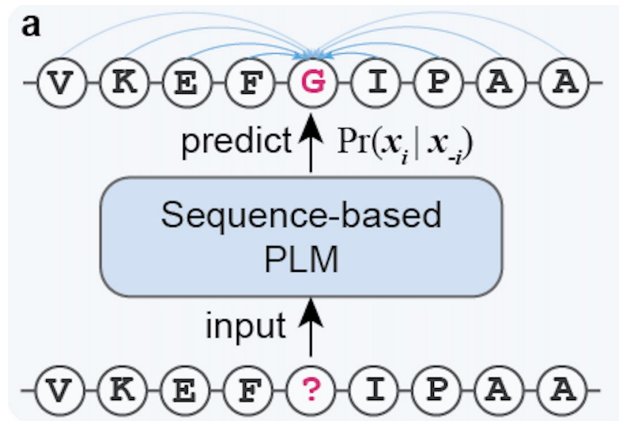 a
V K E F G I P A A
predict Pr(x_i | x_-i)
Sequence-based
PLM
input
V K E F ? I P A A